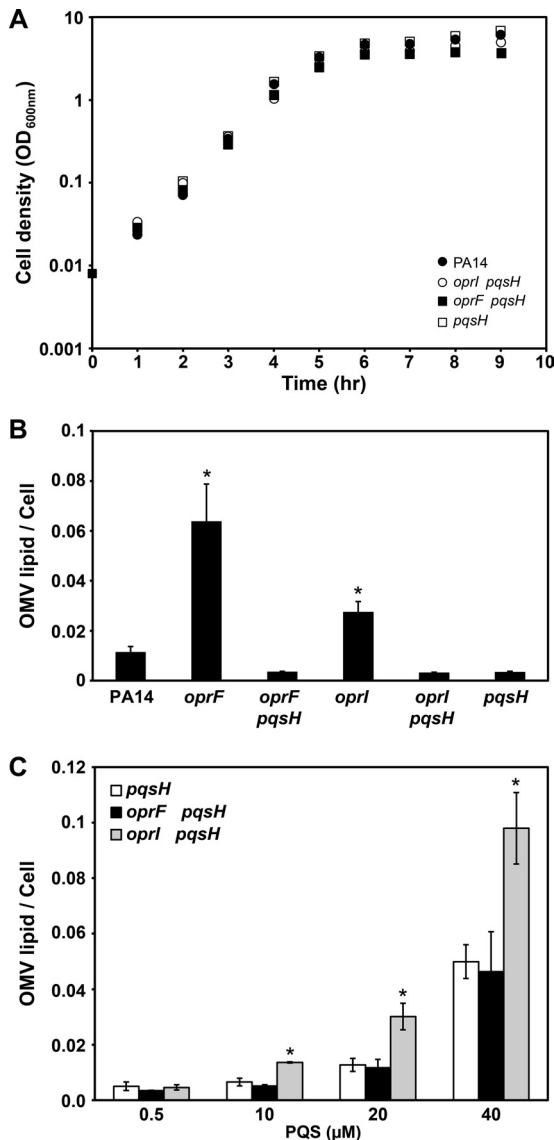 A
Cell density (OD600nm)
10
1
0.1
0.01
0.001
PA14
oprI pqsH
oprF pqsH
pqsH
0 1 2 3 4 5 6 7 8 9 10
Time (hr)
B
OMV lipid / Cell
0.1
0.08
0.06
0.04
0.02
0
*
*
PA14 oprF oprF oprI oprI pqsH
pqsH pqsH
C
OMV lipid / Cell
0.12
0.1
0.08
0.06
0.04
0.02
0.0
pqsH
oprF pqsH
oprI pqsH
*
*
*
0.5 10 20 40
PQS (µM)